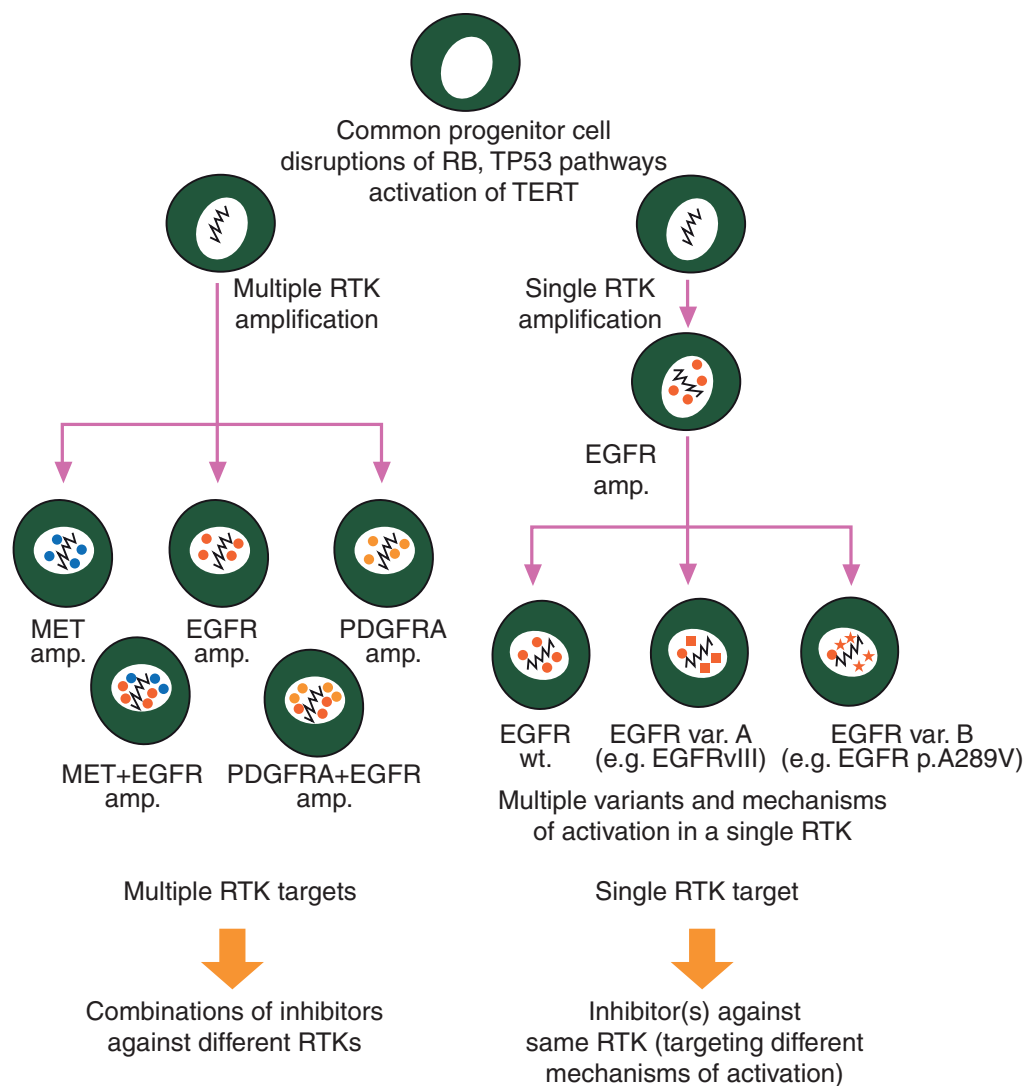 Common progenitor cell
disruptions of RB, TP53 pathways
activation of TERT
Multiple RTK
amplification
Single RTK
amplification
EGFR
amp.
MET
amp.
EGFR
amp.
PDGFRA
amp.
MET+EGFR
amp.
PDGFRA+EGFR
amp.
EGFR
wt.
EGFR var. A
(e.g. EGFRvIII)
EGFR var. B
(e.g. EGFR p.A289V)
Multiple variants and mechanisms
of activation in a single RTK
Multiple RTK targets
Single RTK target
Combinations of inhibitors
against different RTKs
Inhibitor(s) against
same RTK (targeting different
mechanisms of activation)